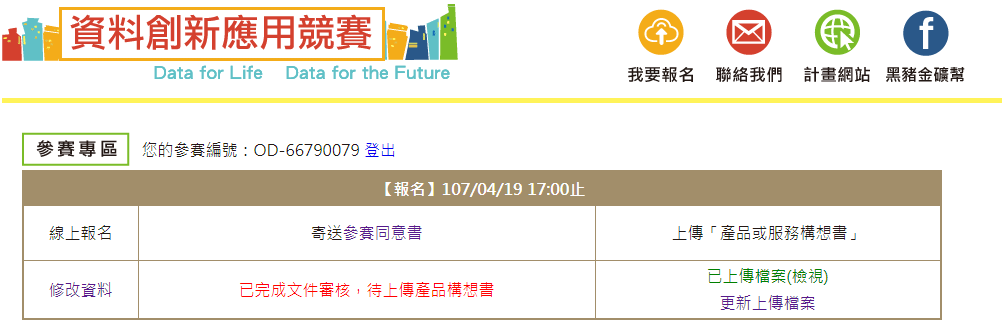 資料創新應用競賽
Data for Life Data for the Future
我要報名 聯絡我們 計畫網站 黑豬金礦幫
參賽專區 您的參賽編號：OD-66790079 登出
【報名】107/04/19 17:00止
線上報名 寄送參賽同意書 上傳「產品或服務構想書」
修改資料 已完成文件審核，待上傳產品構想書 已上傳檔案(檢視)
更新上傳檔案